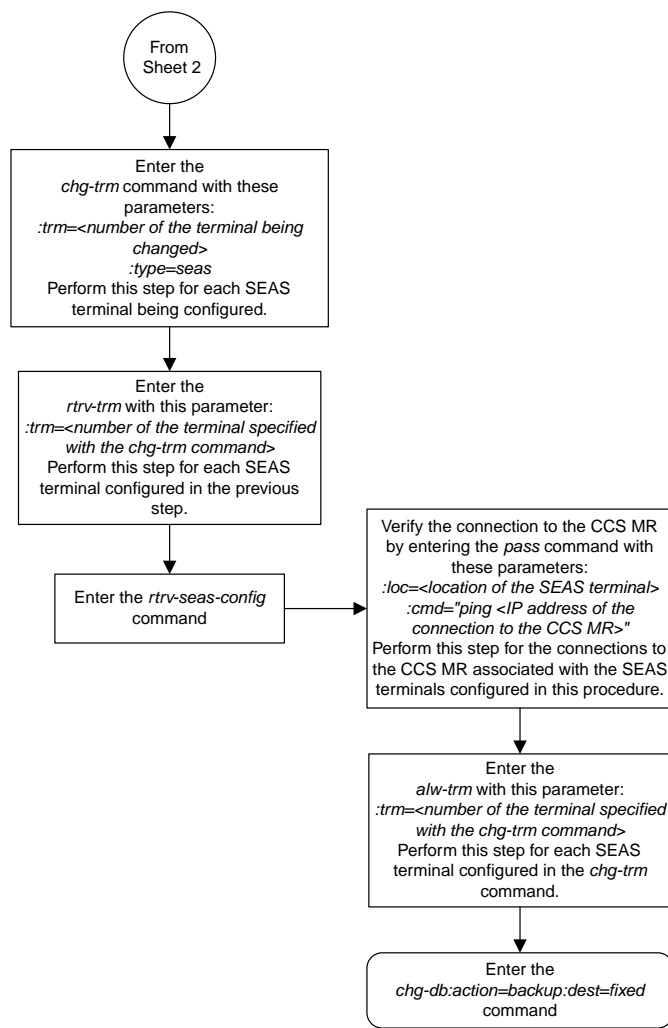 From
Sheet 2
Enter the
chg-trm command with these
parameters:
:trm=<number of the terminal being
changed>
:type=seas
Perform this step for each SEAS
terminal being configured.
Enter the
rtrv-trm with this parameter:
:trm=<number of the terminal specified
with the chg-trm command>
Perform this step for each SEAS
terminal configured in the previous
step.
Enter the rtrv-seas-config
command
Verify the connection to the CCS MR
by entering the pass command with
these parameters:
:loc=<location of the SEAS terminal>
:cmd="ping <IP address of the
connection to the CCS MR>"
Perform this step for the connections to
the CCS MR associated with the SEAS
terminals configured in this procedure.
Enter the
alw-trm with this parameter:
:trm=<number of the terminal specified
with the chg-trm command>
Perform this step for each SEAS
terminal configured in the chg-trm
command.
Enter the
chg-db:action=backup:dest=fixed
command